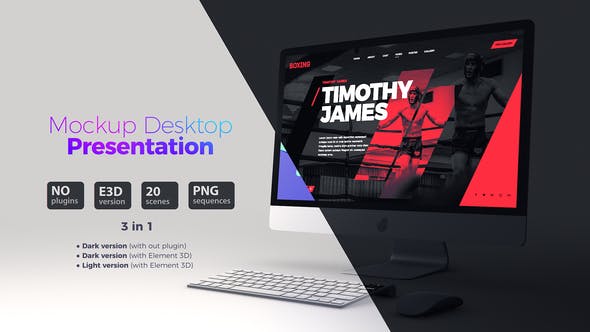 Mockup Desktop
Presentation
NO
plugins
E3D
version
20
scenes
PNG
sequences
3 in 1
• Dark version (with out plugin)
• Dark version (with Element 3D)
• Light version (with Element 3D)
BOXING
TIMOTHY JAMES
TIMOTHY
JAMES